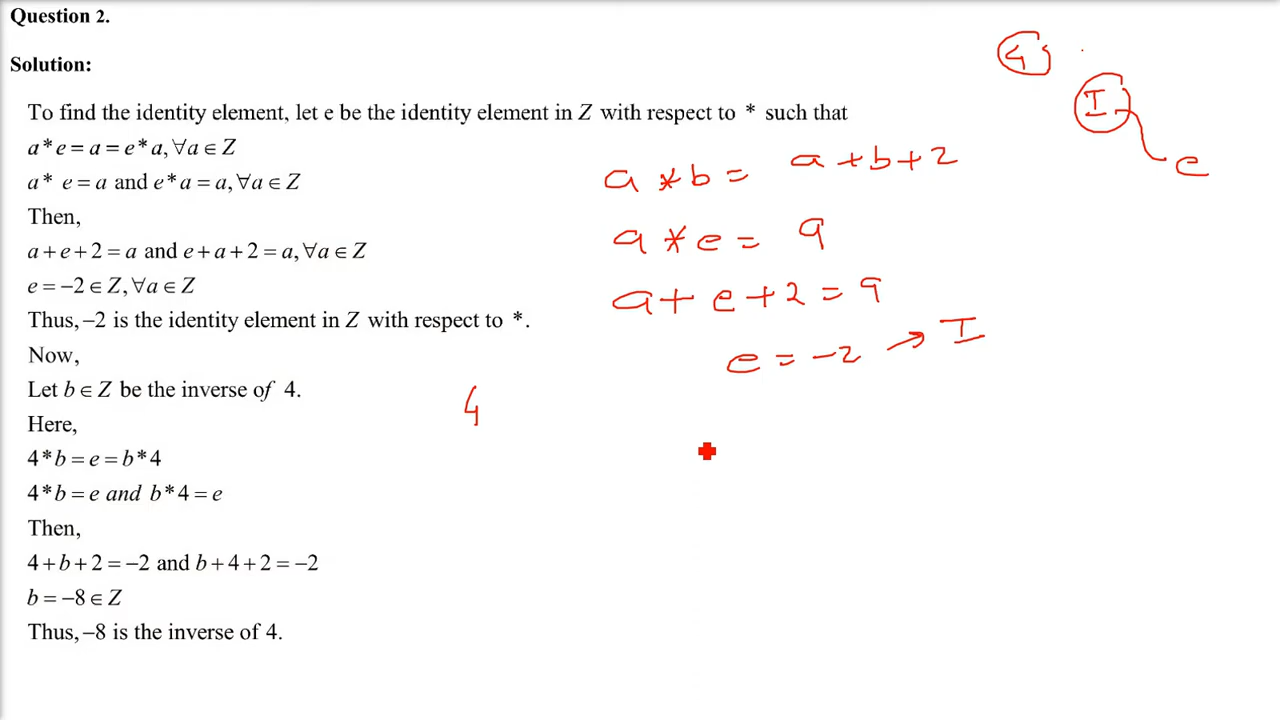 Question 2.
Solution:
To find the identity element, let e be the identity element in Z with respect to * such that
a*e=a=e*a,∀a∈Z
a* e=a and e*a=a,∀a∈Z
Then,
a+e+2=a and e+a+2=a,∀a∈Z
e=−2∈Z,∀a∈Z
Thus,−2 is the identity element in Z with respect to *.
Now,
Let b∈Z be the inverse of 4.
Here,
4*b=e=b*4
4*b=e and b*4=e
Then,
4+b+2=−2 and b+4+2=−2
b=−8∈Z
Thus,−8 is the inverse of 4.
I
e
a * b = a + b + 2
a * e = a
a + e + 2 = a
e = −2 → I
4